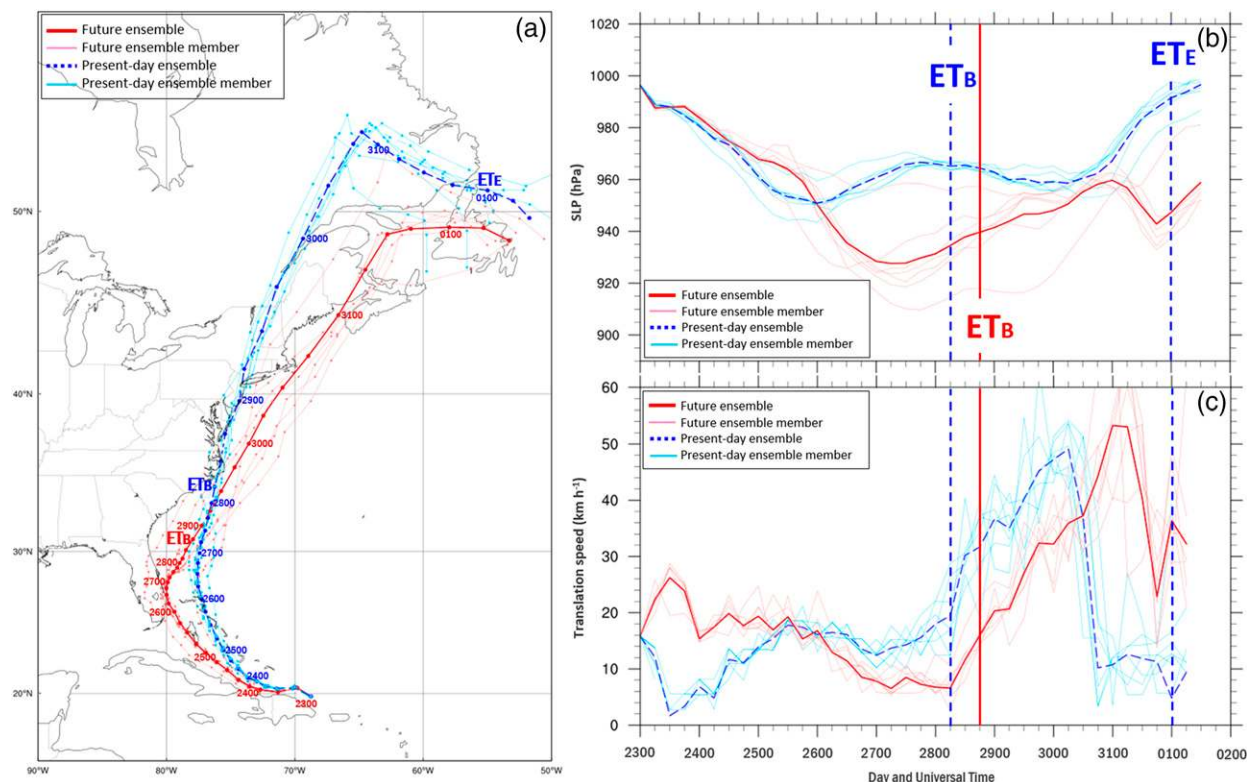 (a)
Future ensemble
Future ensemble member
Present-day ensemble
Present-day ensemble member
50°N
40°N
30°N
20°N
90°W
80°W
70°W
60°W
50°W
3100
ETE
0100
3000
0100
3100
2900
3000
ETB
2800
2900
ETB
2700
2800
2700
2600
2600
2500
2500
2400
2400
2300
(b)
SLP (hPa)
1020
1000
980
960
940
920
900
ETB
ETE
ETB
Future ensemble
Future ensemble member
Present-day ensemble
Present-day ensemble member
(c)
Translation speed (km h⁻¹)
60
50
40
30
20
10
0
Future ensemble
Future ensemble member
Present-day ensemble
Present-day ensemble member
2300 2400 2500 2600 2700 2800 2900 3000 3100 0100 0200
Day and Universal Time